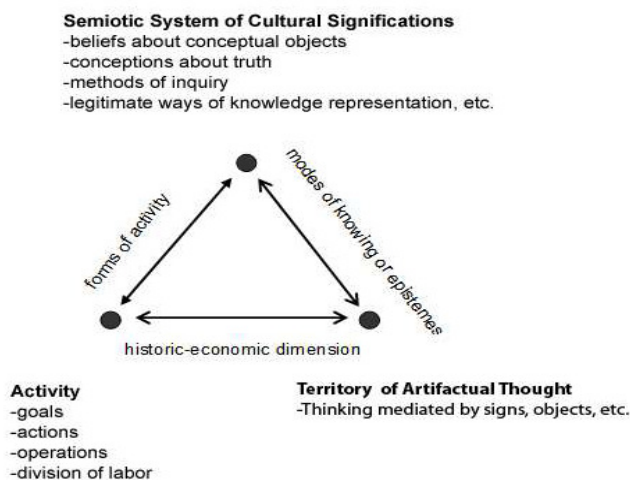 Semiotic System of Cultural Significations
-beliefs about conceptual objects
-conceptions about truth
-methods of inquiry
-legitimate ways of knowledge representation, etc.
forms of activity
modes of knowing or epistemes
historic-economic dimension
Activity
-goals
-actions
-operations
-division of labor
Territory of Artifactual Thought
-Thinking mediated by signs, objects, etc.